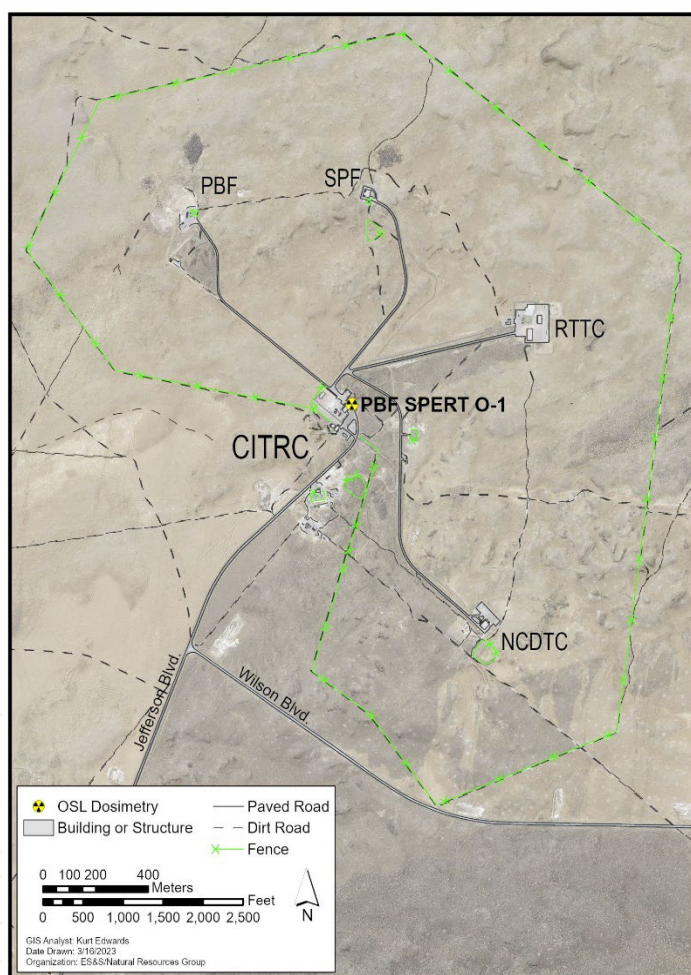 PBF
SPF
RTTC
PBF SPERT O-1
CITRC
NCDTC
Jefferson Blvd.
Wilson Blvd.
OSL Dosimetry
Building or Structure
Paved Road
Dirt Road
Fence
0 100 200 400
Meters
Feet
0 500 1,000 1,500 2,000 2,500
N
GIS Analyst: Kurt Edwards
Date Drawn: 3/16/2023
Organization: ES&S/Natural Resources Group